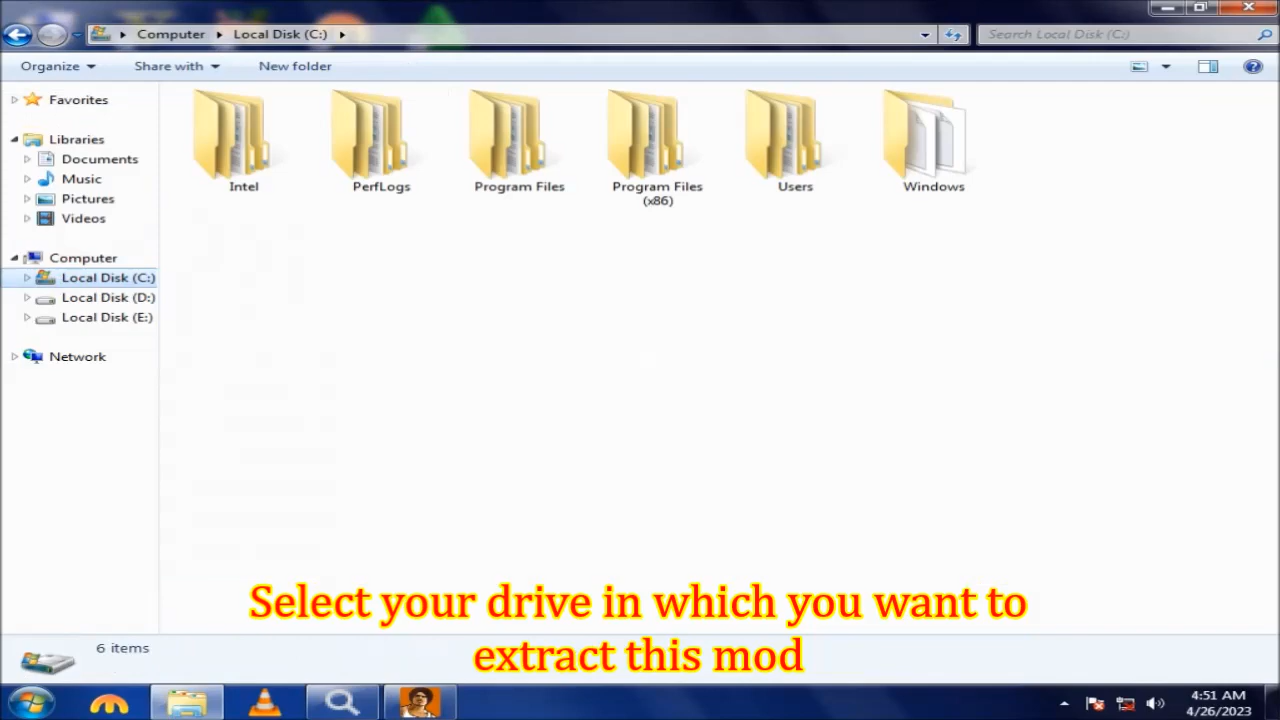 Computer Local Disk (C:)
Search Local Disk (C:)
Organize Share with New folder
Favorites
Libraries
Documents
Music
Pictures
Videos
Computer
Local Disk (C:)
Local Disk (D:)
Local Disk (E:)
Network
Intel
PerfLogs
Program Files
Program Files
(x86)
Users
Windows
Select your drive in which you want to
extract this mod
6 items
4:51 AM
4/26/2023